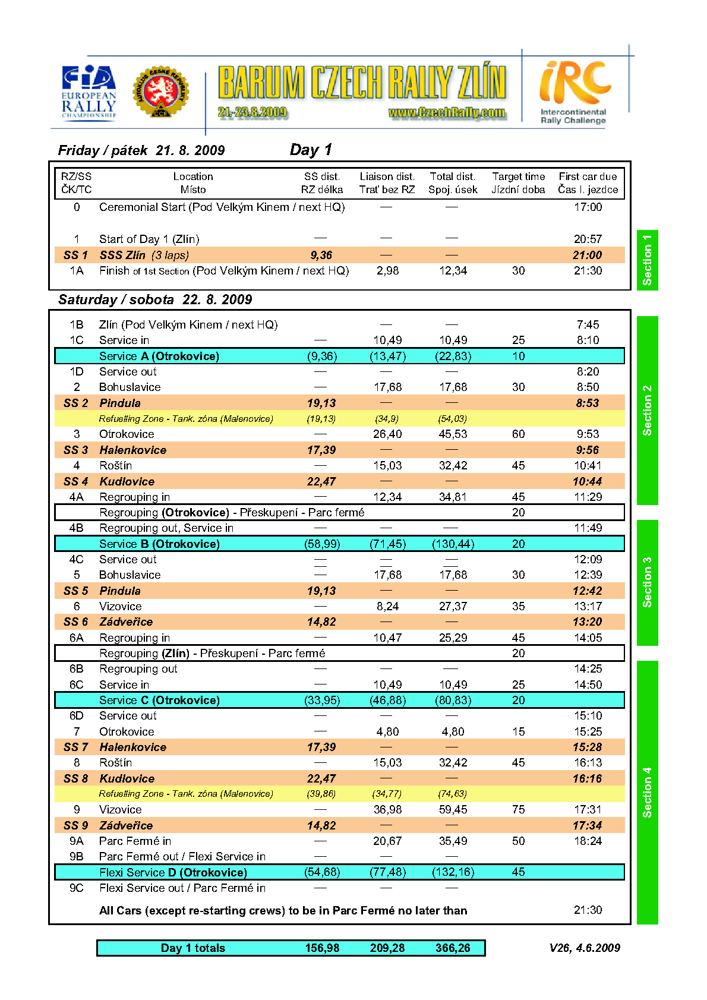 FiA
EUROPEAN
RALLY
CHAMPIONSHIP
AUTOKLUB ČESKÉ REPUBLIKY
ACCR
BARUM CZECH RALLY ZLÍN
21.-23.8.2009 www.CzechRally.com
iRC
Intercontinental
Rally Challenge
Friday / pátek 21. 8. 2009 Day 1
RZ/SS Location SS dist. Liaison dist. Total dist. Target time First car due
ČK/TC Místo RZ délka Trať bez RZ Spoj. úsek Jízdní doba Čas I. jezdce
0 Ceremonial Start (Pod Velkým Kinem / next HQ) — — 17:00
1 Start of Day 1 (Zlín) — — — 20:57
SS 1 SSS Zlín (3 laps) 9,36 — — 21:00
1A Finish of 1st Section (Pod Velkým Kinem / next HQ) 2,98 12,34 30 21:30
Section 1
Saturday / sobota 22. 8. 2009
1B Zlín (Pod Velkým Kinem / next HQ) — — 7:45
1C Service in — 10,49 10,49 25 8:10
Service A (Otrokovice) (9,36) (13,47) (22,83) 10
1D Service out — — — 8:20
2 Bohuslavice — 17,68 17,68 30 8:50
SS 2 Pindula 19,13 — — 8:53
Refuelling Zone - Tank. zóna (Malenovice) (19,13) (34,9) (54,03)
3 Otrokovice — 26,40 45,53 60 9:53
SS 3 Halenkovice 17,39 — — 9:56
4 Roštín — 15,03 32,42 45 10:41
SS 4 Kudlovice 22,47 — — 10:44
4A Regrouping in — 12,34 34,81 45 11:29
Section 2
Regrouping (Otrokovice) - Přeskupení - Parc fermé 20
4B Regrouping out, Service in — — — 11:49
Service B (Otrokovice) (58,99) (71,45) (130,44) 20
4C Service out — — — 12:09
5 Bohuslavice — 17,68 17,68 30 12:39
SS 5 Pindula 19,13 — — 12:42
6 Vizovice — 8,24 27,37 35 13:17
SS 6 Zádveřice 14,82 — — 13:20
6A Regrouping in — 10,47 25,29 45 14:05
Section 3
Regrouping (Zlín) - Přeskupení - Parc fermé 20
6B Regrouping out — — — 14:25
6C Service in — 10,49 10,49 25 14:50
Service C (Otrokovice) (33,95) (46,88) (80,83) 20
6D Service out — — — 15:10
7 Otrokovice — 4,80 4,80 15 15:25
SS 7 Halenkovice 17,39 — — 15:28
8 Roštín — 15,03 32,42 45 16:13
SS 8 Kudlovice 22,47 — — 16:16
Refuelling Zone - Tank. zóna (Malenovice) (39,86) (34,77) (74,63)
9 Vizovice — 36,98 59,45 75 17:31
SS 9 Zádveřice 14,82 — — 17:34
9A Parc Fermé in — 20,67 35,49 50 18:24
9B Parc Fermé out / Flexi Service in — — —
Flexi Service D (Otrokovice) (54,68) (77,48) (132,16) 45
9C Flexi Service out / Parc Fermé in — — —
All Cars (except re-starting crews) to be in Parc Fermé no later than 21:30
Section 4
Day 1 totals 156,98 209,28 366,26 V26, 4.6.2009